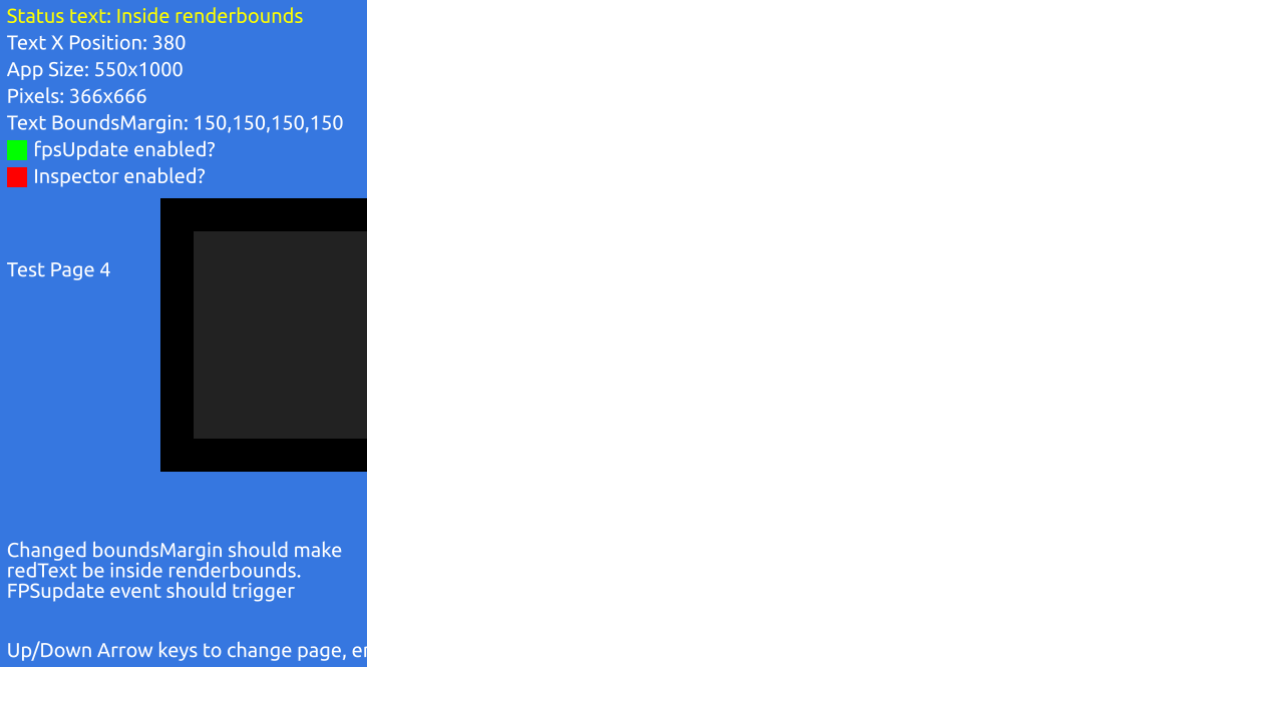 Status text: Inside renderbounds
Text X Position: 380
App Size: 550x1000
Pixels: 366x666
Text BoundsMargin: 150,150,150,150
fpsUpdate enabled?
Inspector enabled?
Test Page 4
Changed boundsMargin should make
redText be inside renderbounds.
FPSupdate event should trigger
Up/Down Arrow keys to change page,